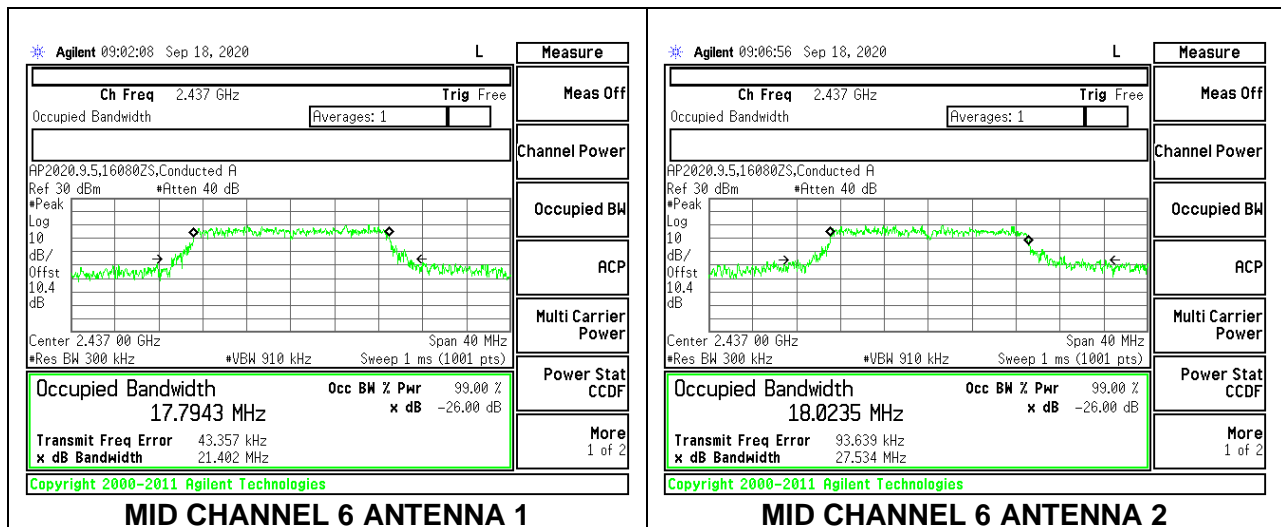 Agilent 09:02:08 Sep 18, 2020 L
Measure
Ch Freq 2.437 GHz Trig Free
Meas Off
Occupied Bandwidth Averages: 1
Channel Power
AP2020.9.5,16080ZS,Conducted A
Ref 30 dBm #Atten 40 dB
#Peak
Log
10
dB/
Offst
10.4
dB
Occupied BW
ACP
Multi Carrier
Power
Center 2.437 00 GHz Span 40 MHz
#Res BW 300 kHz #VBW 910 kHz Sweep 1 ms (1001 pts)
Power Stat
CCDF
Occupied Bandwidth Occ BW % Pwr 99.00 %
17.7943 MHz x dB -26.00 dB
More
1 of 2
Transmit Freq Error 43.357 kHz
x dB Bandwidth 21.402 MHz
Copyright 2000-2011 Agilent Technologies
MID CHANNEL 6 ANTENNA 1
Agilent 09:06:56 Sep 18, 2020 L
Measure
Ch Freq 2.437 GHz Trig Free
Meas Off
Occupied Bandwidth Averages: 1
Channel Power
AP2020.9.5,16080ZS,Conducted A
Ref 30 dBm #Atten 40 dB
#Peak
Log
10
dB/
Offst
10.4
dB
Occupied BW
ACP
Multi Carrier
Power
Center 2.437 00 GHz Span 40 MHz
#Res BW 300 kHz #VBW 910 kHz Sweep 1 ms (1001 pts)
Power Stat
CCDF
Occupied Bandwidth Occ BW % Pwr 99.00 %
18.0235 MHz x dB -26.00 dB
More
1 of 2
Transmit Freq Error 93.639 kHz
x dB Bandwidth 27.534 MHz
Copyright 2000-2011 Agilent Technologies
MID CHANNEL 6 ANTENNA 2